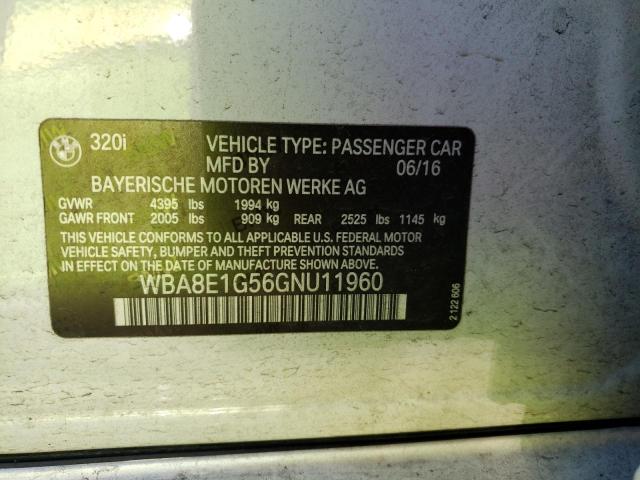 320i VEHICLE TYPE: PASSENGER CAR
MFD BY 06/16
BAYERISCHE MOTOREN WERKE AG
GVWR 4395 lbs 1994 kg
GAWR FRONT 2005 lbs 909 kg REAR 2525 lbs 1145 kg
THIS VEHICLE CONFORMS TO ALL APPLICABLE U.S. FEDERAL MOTOR
VEHICLE SAFETY, BUMPER AND THEFT PREVENTION STANDARDS
IN EFFECT ON THE DATE OF MANUFACTURE SHOWN ABOVE.
WBA8E1G56GNU11960
2 122 606